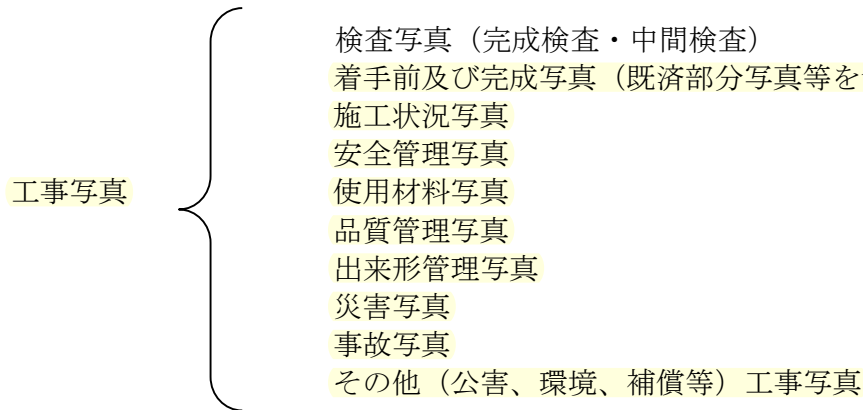 検査写真（完成検査・中間検査）
着手前及び完成写真（既済部分写真等を
施工状況写真
安全管理写真
工事写真
使用材料写真
品質管理写真
出来形管理写真
災害写真
事故写真
その他（公害、環境、補償等）工事写真